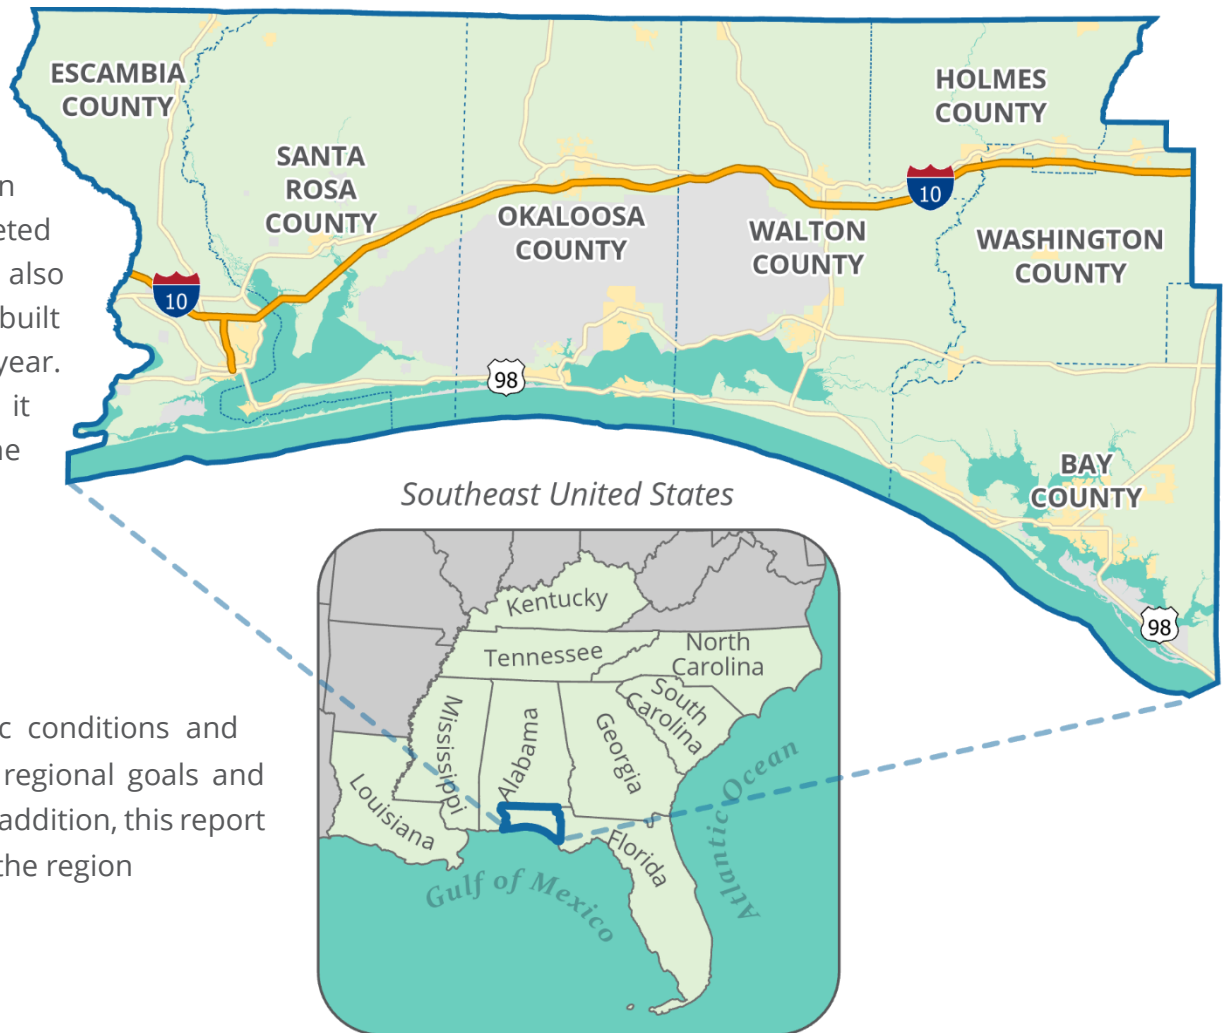 ESCAMBIA
COUNTY
HOLMES
COUNTY
SANTA
ROSA
COUNTY
OKALOOSA
COUNTY
WALTON
COUNTY
WASHINGTON
COUNTY
10
10
98
BAY
COUNTY
98
n
eted
also
built
year.
it
ne
Southeast United States
Kentucky
Tennessee
North
Carolina
South
Carolina
Mississippi
Alabama
Georgia
Louisiana
Florida
Gulf of Mexico
Atlantic Ocean
c conditions and
regional goals and
addition, this report
the region